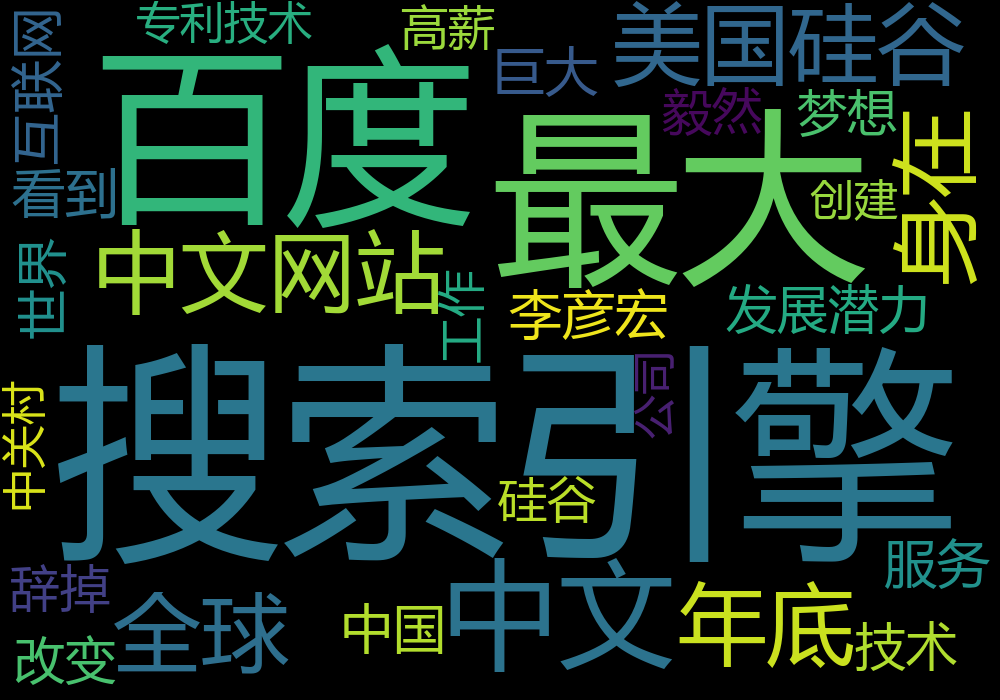 专利技术
高薪
美国硅谷
互联网
百度
巨大
毅然
梦想
最大
身在
看到
创建
中文网站
世界
工作
李彦宏
发展潜力
搜索引擎
公司
中关村
硅谷
服务
辞掉
全球
中国
中文
年底
技术
改变